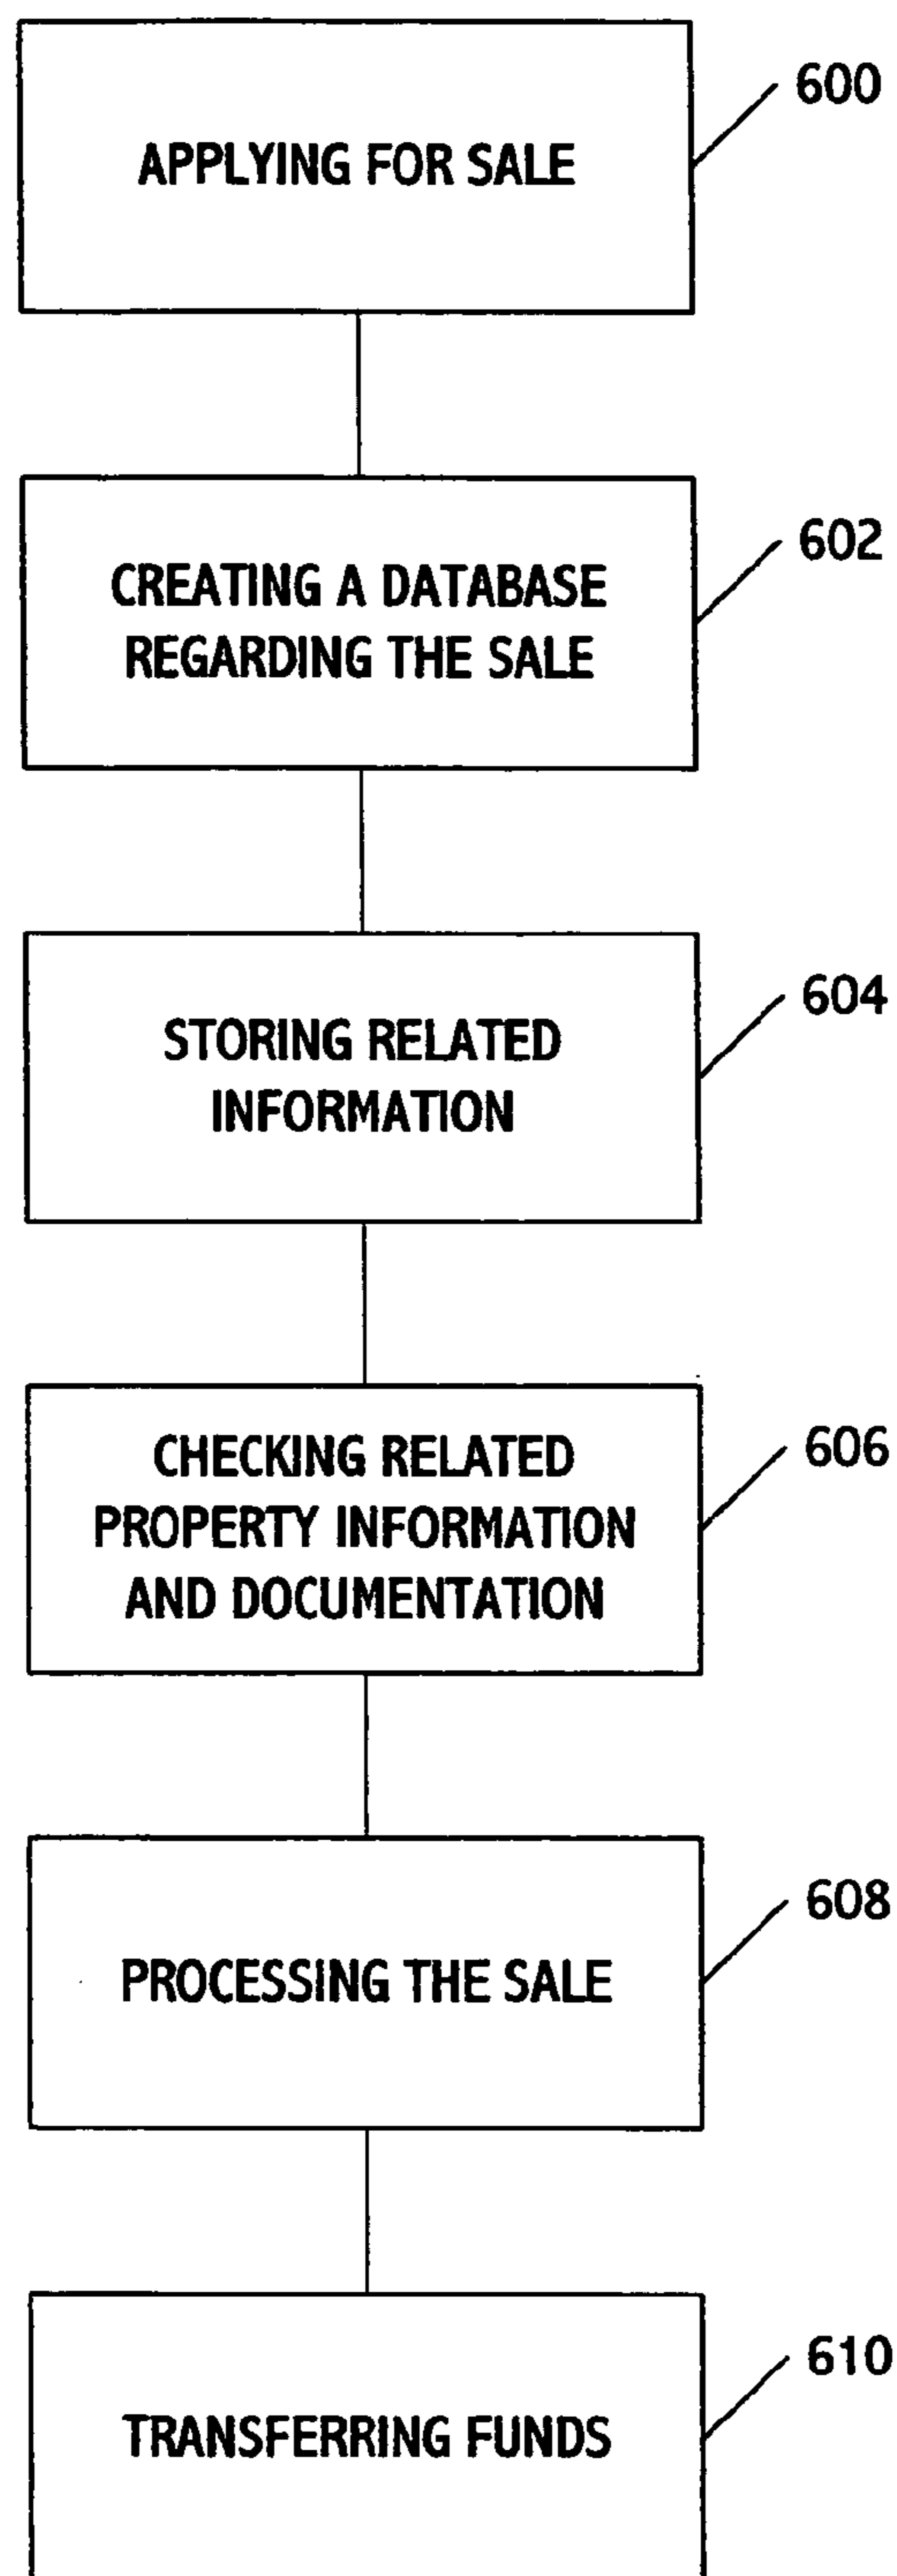 APPLYING FOR SALE
600
CREATING A DATABASE
REGARDING THE SALE
602
STORING RELATED
INFORMATION
604
CHECKING RELATED
PROPERTY INFORMATION
AND DOCUMENTATION
606
PROCESSING THE SALE
608
TRANSFERRING FUNDS
610